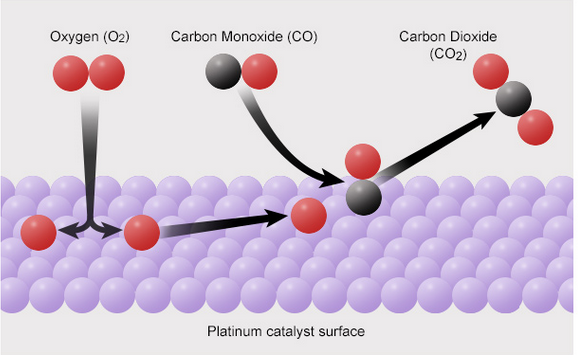 Oxygen (O2)
Carbon Monoxide (CO)
Carbon Dioxide
(CO2)
Platinum catalyst surface